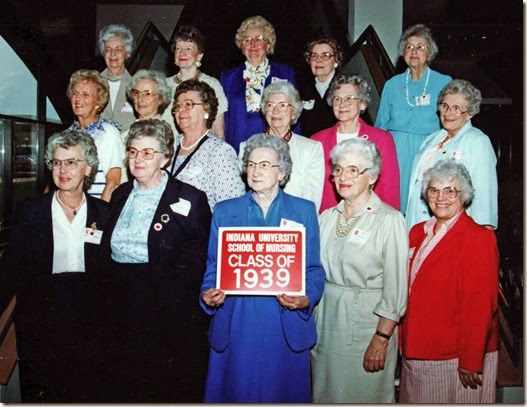 INDIANA UNIVERSITY
SCHOOL OF NURSING
CLASS OF
1939